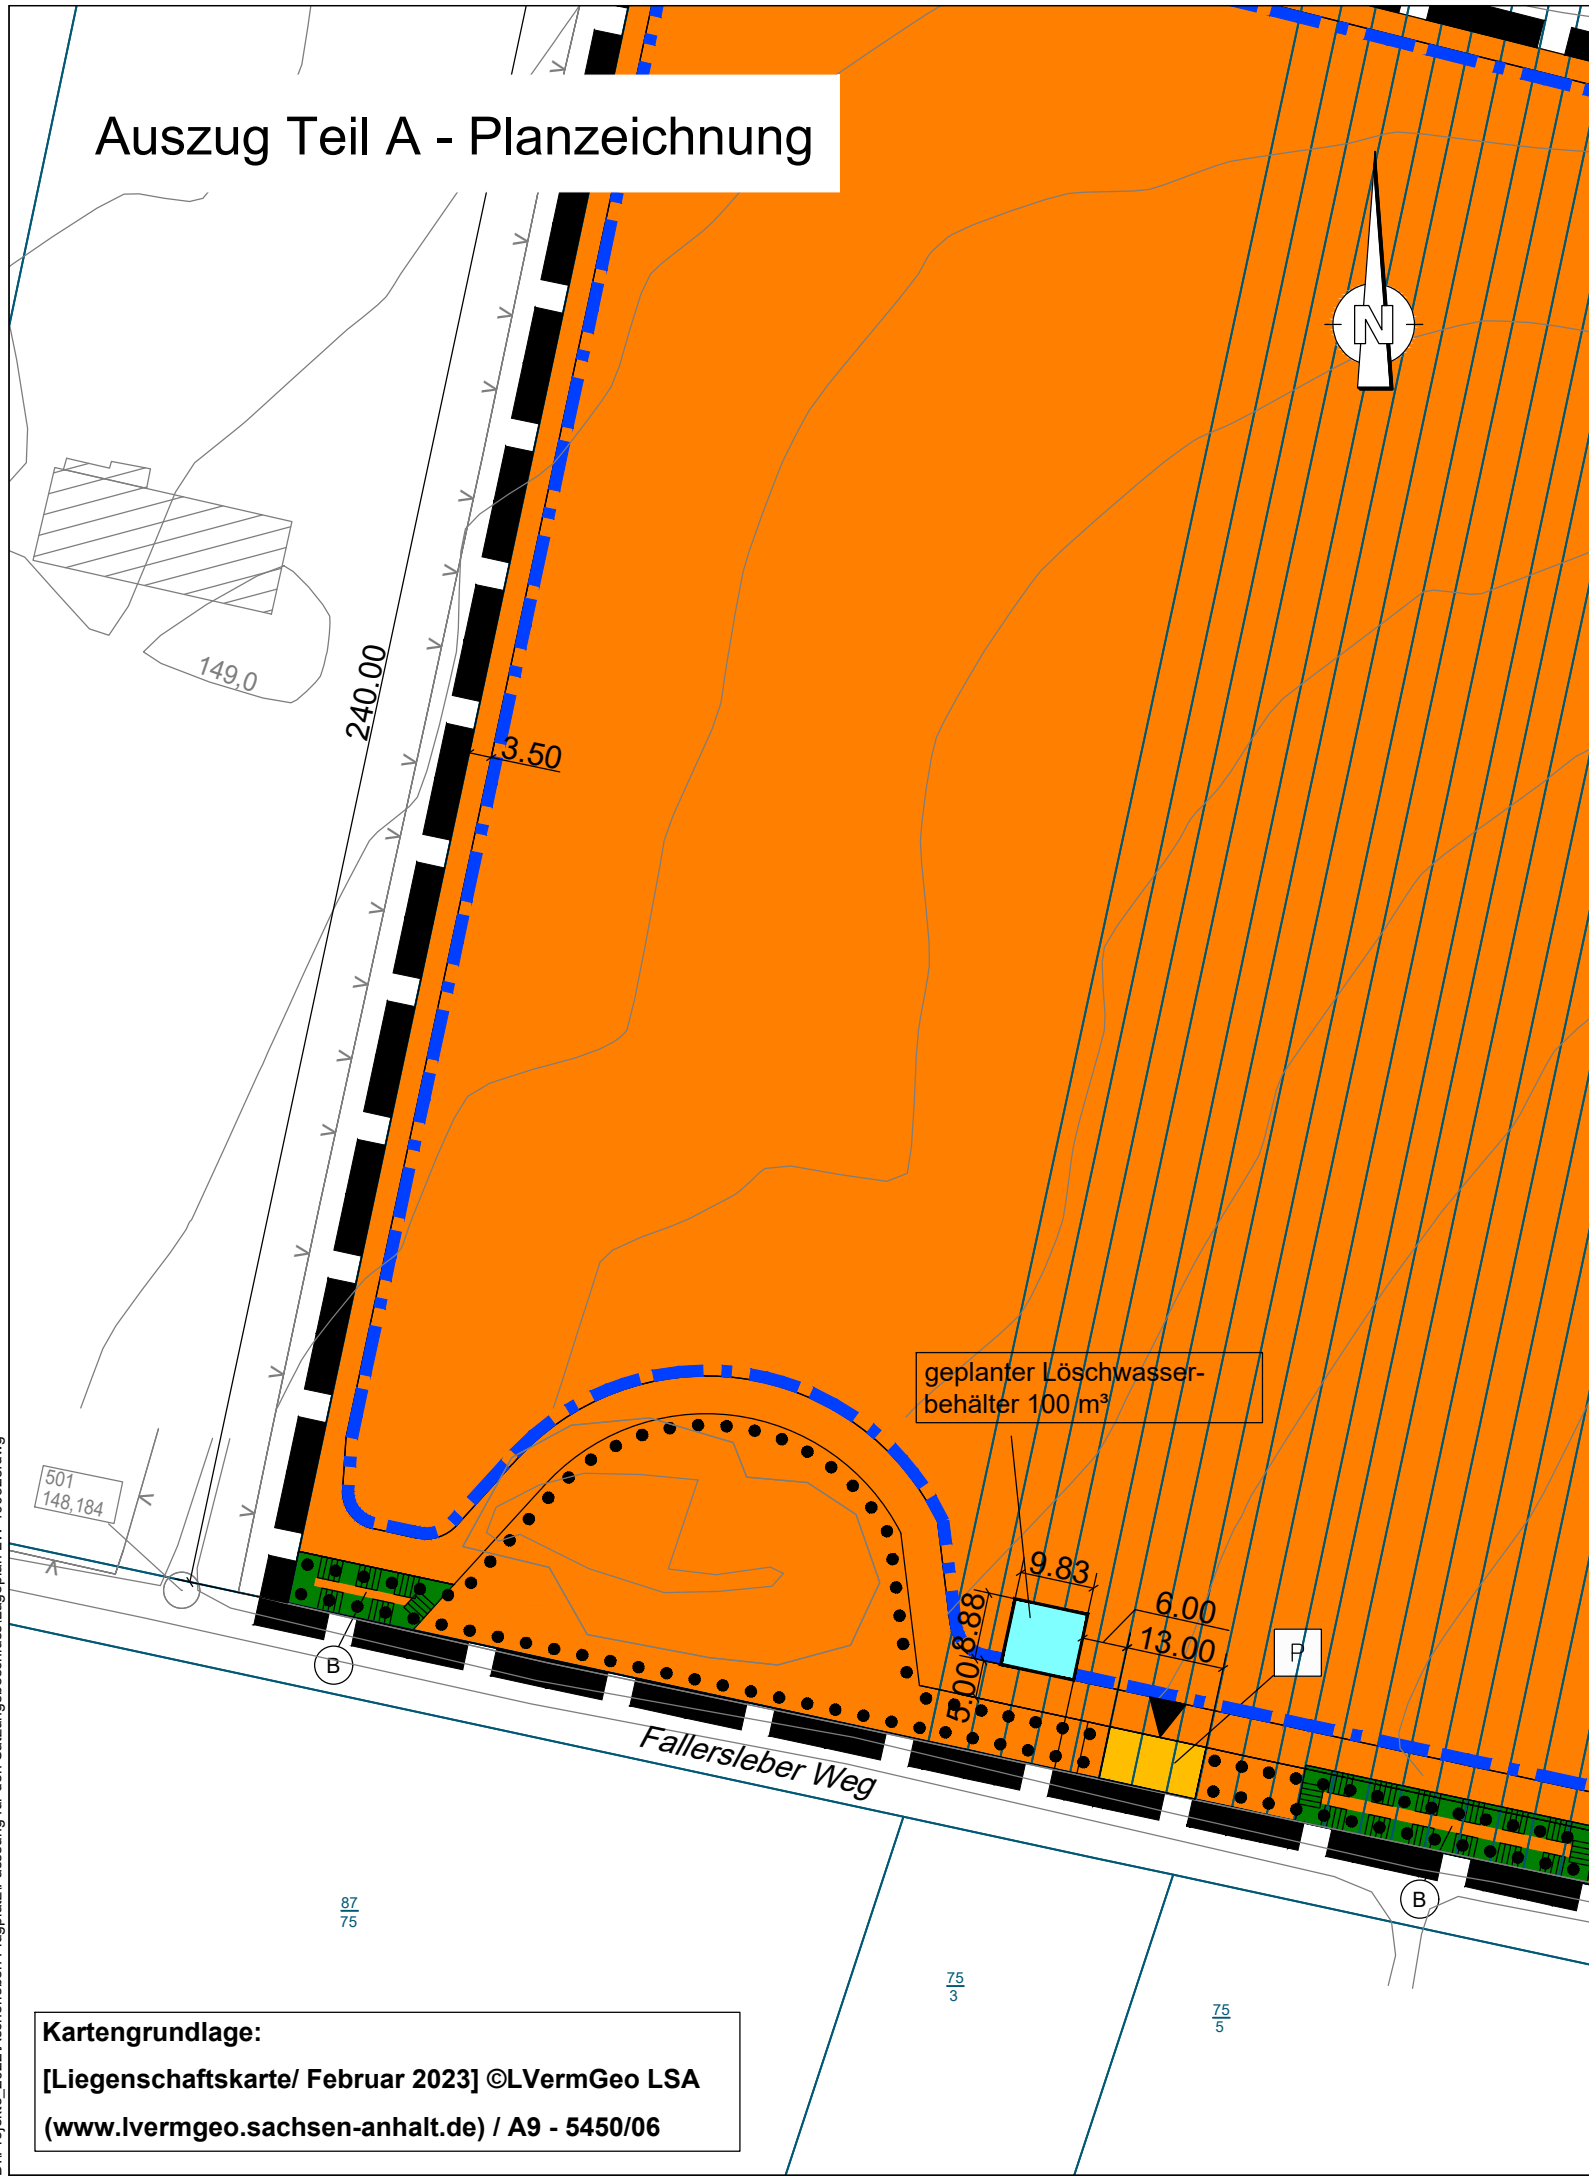 Auszug Teil A - Planzeichnung
N
149,0
240.00
3.50
geplanter Löschwasser-
behälter 100 m³
501
148,184
9.83
8.88
5.00
6.00
13.00
P
B
Fallersleber Weg
B
87
75
75
3
75
5
Kartengrundlage:
[Liegenschaftskarte/ Februar 2023] ©LVermGeo LSA
(www.lvermgeo.sachsen-anhalt.de) / A9 - 5450/06